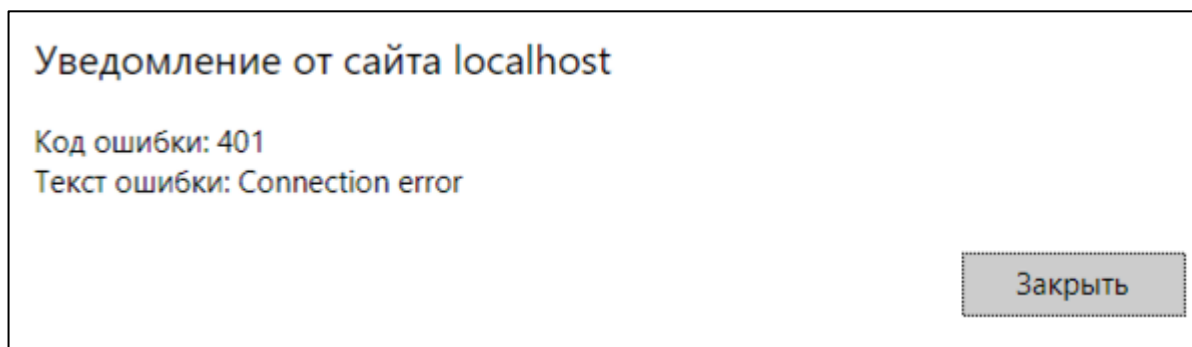 Уведомление от сайта localhost
Код ошибки: 401
Текст ошибки: Connection error
Закрыть